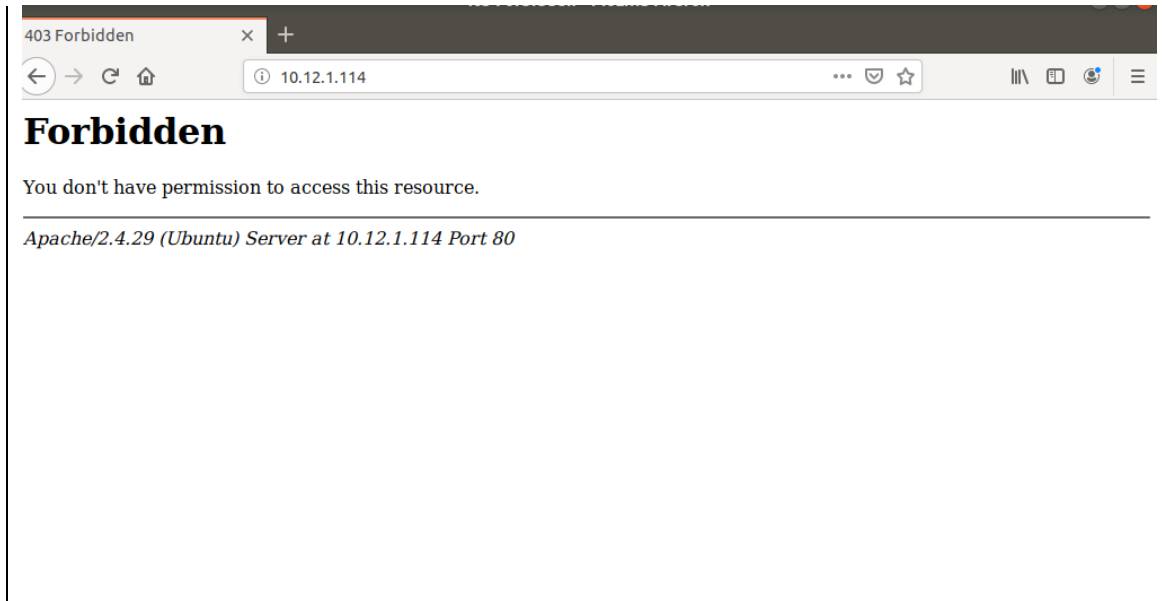 403 Forbidden
10.12.1.114
Forbidden
You don't have permission to access this resource.
Apache/2.4.29 (Ubuntu) Server at 10.12.1.114 Port 80